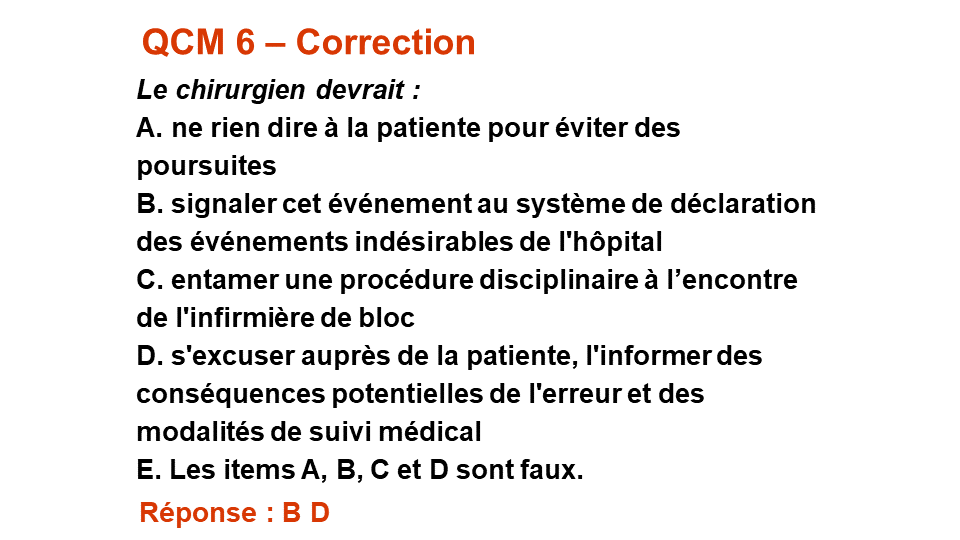 QCM 6 – Correction
Le chirurgien devrait :
A. ne rien dire à la patiente pour éviter des
poursuites
B. signaler cet événement au système de déclaration
des événements indésirables de l'hôpital
C. entamer une procédure disciplinaire à l’encontre
de l'infirmière de bloc
D. s'excuser auprès de la patiente, l'informer des
conséquences potentielles de l'erreur et des
modalités de suivi médical
E. Les items A, B, C et D sont faux.
Réponse : B D